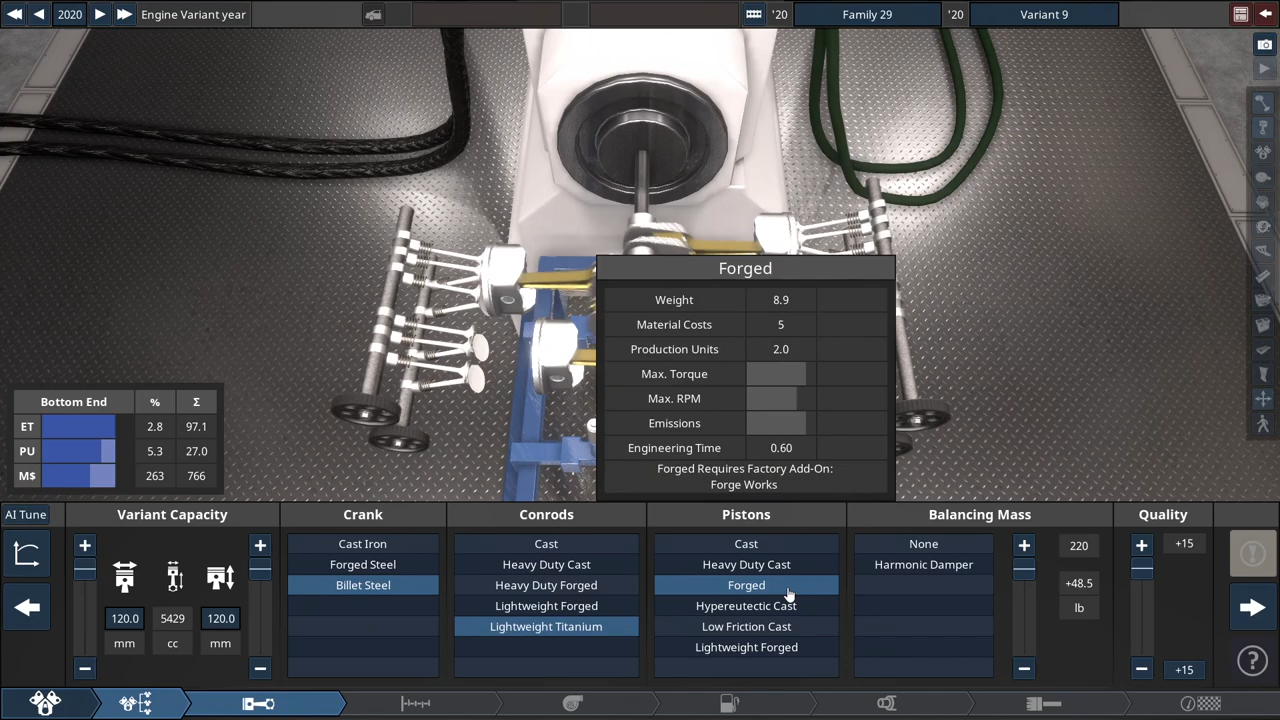 2020 Engine Variant year '20 Family 29 '20 Variant 9
Forged
Weight 8.9
Material Costs 5
Production Units 2.0
Max. Torque
Max. RPM
Emissions
Engineering Time 0.60
Forged Requires Factory Add-On:
Forge Works
Bottom End % Σ
ET 2.8 97.1
PU 5.3 27.0
M$ 263 766
AI Tune Variant Capacity Crank Conrods Pistons Balancing Mass Quality
+ + Cast Iron Cast Cast None + 220 + +15
Forged Steel Heavy Duty Cast Heavy Duty Cast Harmonic Damper
Billet Steel Heavy Duty Forged Forged +48.5
Lightweight Forged Hypereutectic Cast lb
120.0 5429 120.0 Lightweight Titanium Low Friction Cast
mm cc mm Lightweight Forged
- - - - +15
?